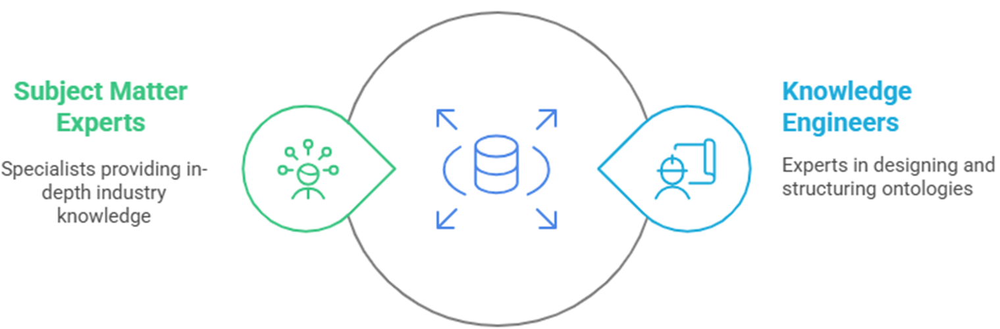 Subject Matter
Experts
Specialists providing in-
depth industry
knowledge
Knowledge
Engineers
Experts in designing and
structuring ontologies